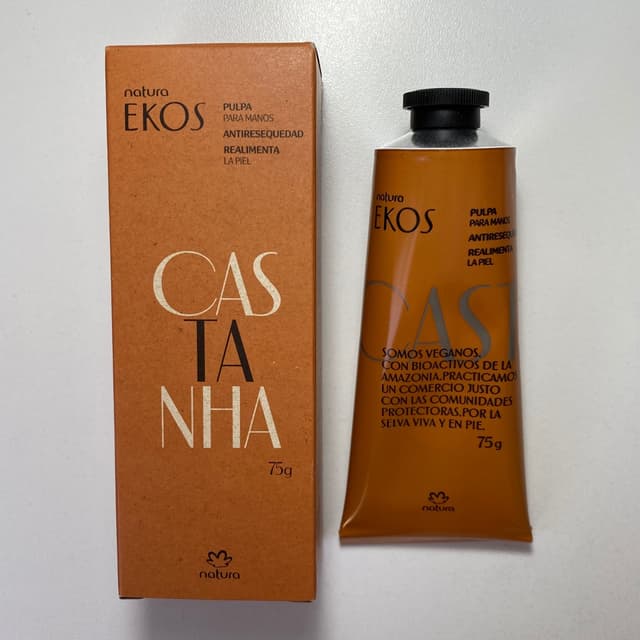 natura
EKOS
PULPA
PARA MANOS
ANTIRESEQUEDAD
REALIMENTA
LA PIEL
CAS
TA
NHA
75g
natura
natura
EKOS
PULPA
PARA MANOS
REALIMENTA
LA PIEL
CAST
SOMOS VEGANOS.
CON BIOACTIVOS DE LA
AMAZONIA, PRACTICAMOS
UN COMERCIO JUSTO
CON LAS COMUNIDADES
PROTECTORAS, POR LA
SELVA VIVA Y EN PIE.
75g
natura